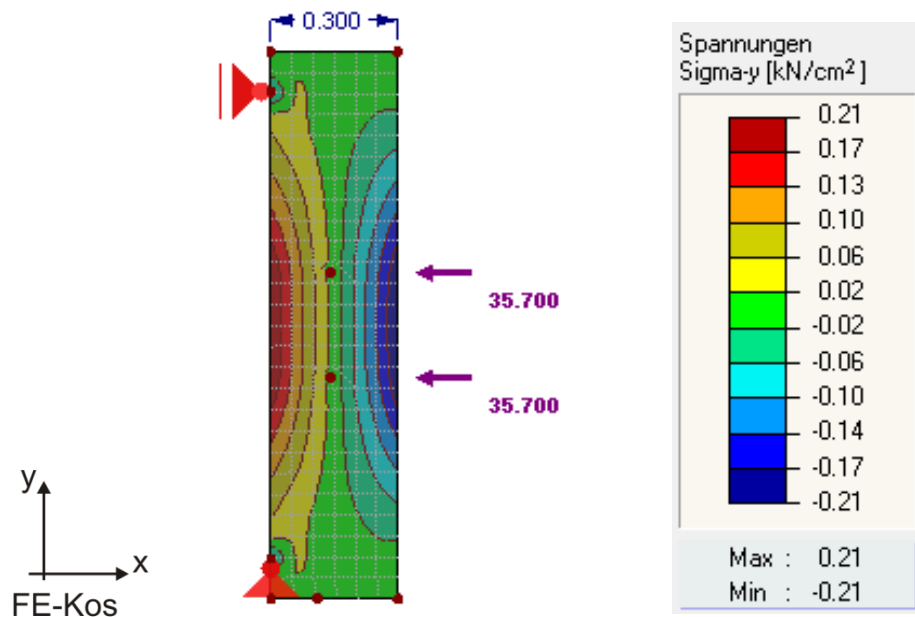 0.300
35.700
35.700
y
x
FE-Kos
Spannungen
Sigma-y [kN/cm²]
0.21
0.17
0.13
0.10
0.06
0.02
-0.02
-0.06
-0.10
-0.14
-0.17
-0.21
Max : 0.21
Min : -0.21